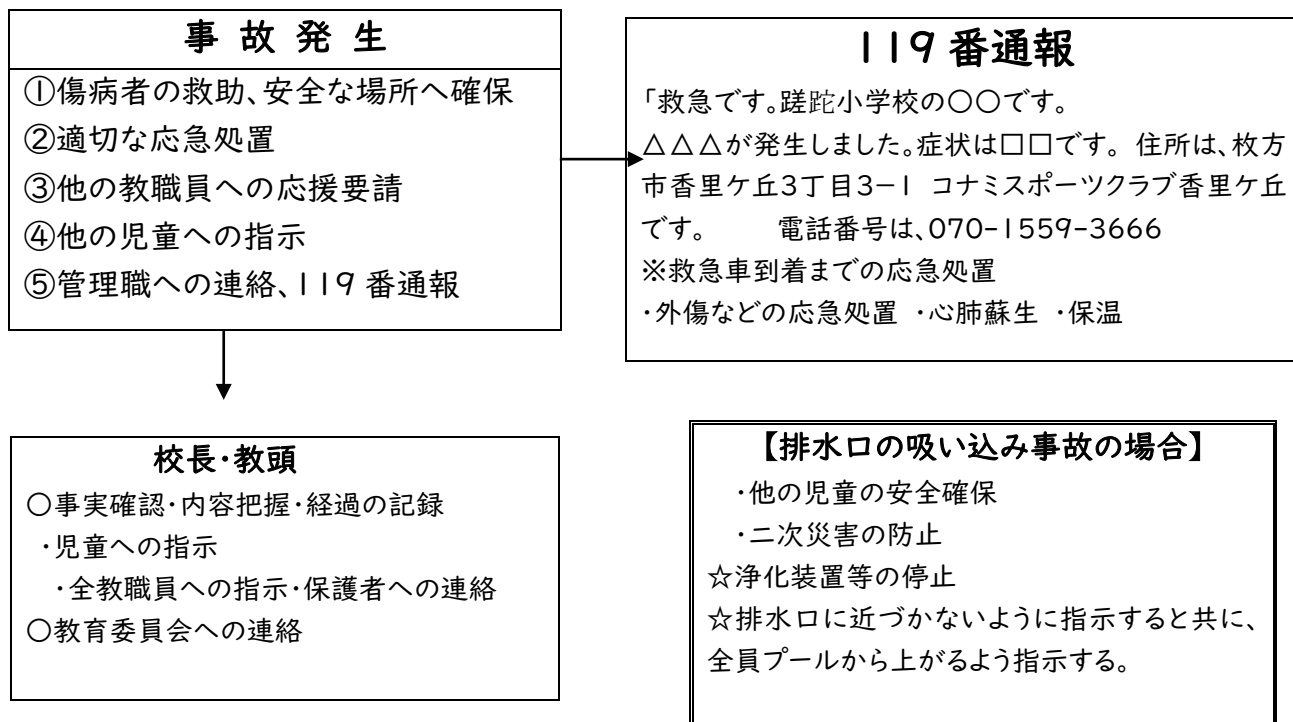 事 故 発 生
①傷病者の救助、安全な場所へ確保
②適切な応急処置
③他の教職員への応援要請
④他の児童への指示
⑤管理職への連絡、119 番通報
119 番通報
「救急です。蹉跎小学校の〇〇です。
△△△が発生しました。症状は□□です。 住所は、枚方
市香里ケ丘3丁目3-1 コナミスポーツクラブ香里ケ丘
です。 電話番号は、070-1559-3666
※救急車到着までの応急処置
・外傷などの応急処置 ・心肺蘇生 ・保温
校長・教頭
〇事実確認・内容把握・経過の記録
・児童への指示
・全教職員への指示・保護者への連絡
〇教育委員会への連絡
【排水口の吸い込み事故の場合】
・他の児童の安全確保
・二次災害の防止
☆浄化装置等の停止
☆排水口に近づかないように指示すると共に、
全員プールから上がるよう指示する。